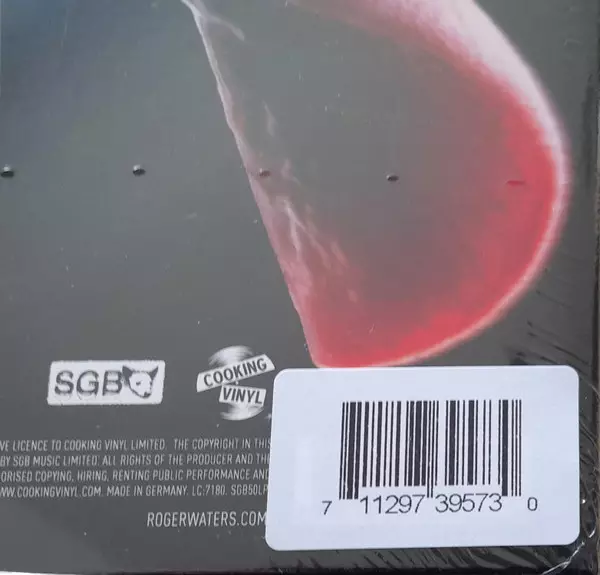 SGB
COOKING
VINYL
VE LICENCE TO COOKING VINYL LIMITED. THE COPYRIGHT IN THIS
BY SGB MUSIC LIMITED. ALL RIGHTS OF THE PRODUCER AND THE
ORISED COPYING, HIRING, RENTING PUBLIC PERFORMANCE AND
WW.COOKINGVINYL.COM. MADE IN GERMANY. LC:7180. SGB50LP
ROGERWATERS.COM
7 11297 39573 0